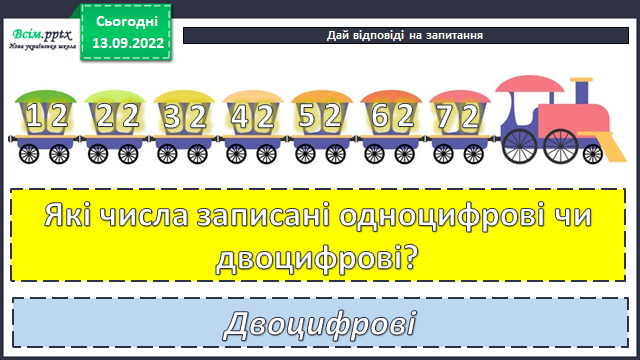 Всім.pptx
Нова українська школа
Сьогодні
13.09.2022
Дай відповіді на запитання
12 22 32 42 52 62 72
Які числа записані одноцифрові чи
двоцифрові?
Двоцифрові